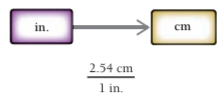 in. cm
2.54 cm
1 in.